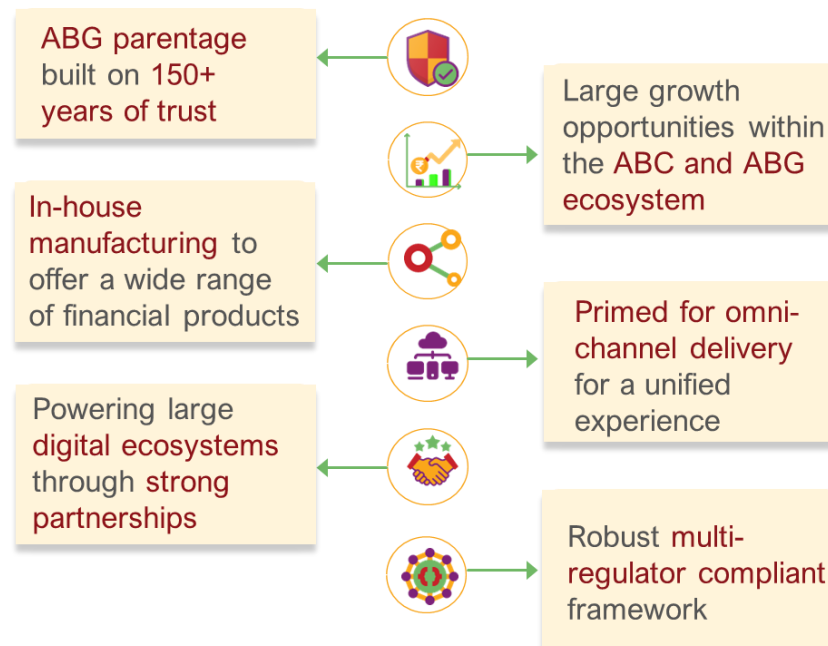 ABG parentage
built on 150+
years of trust
Large growth
opportunities within
the ABC and ABG
ecosystem
In-house
manufacturing to
offer a wide range
of financial products
Primed for omni-
channel delivery
for a unified
experience
Powering large
digital ecosystems
through strong
partnerships
Robust multi-
regulator compliant
framework